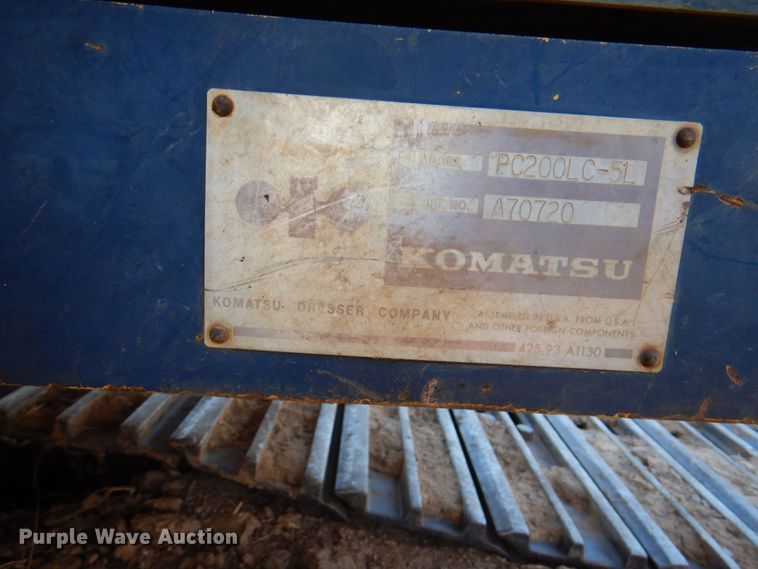 MODEL PC200LC-5L
NO. A70720
KOMATSU
KOMATSU DRESSER COMPANY
ASSEMBLED IN U.S.A. FROM U.S.A.
AND OTHER FOREIGN COMPONENTS
425-93-A1130
Purple Wave Auction®